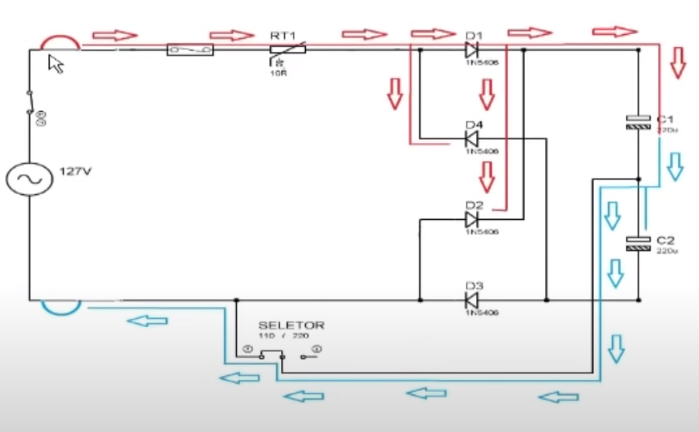 RT1
10R
D1
1N5406
D4
1N5406
127V
C1
220u
D2
1N5406
C2
220u
D3
1N5406
SELETOR
110 / 220